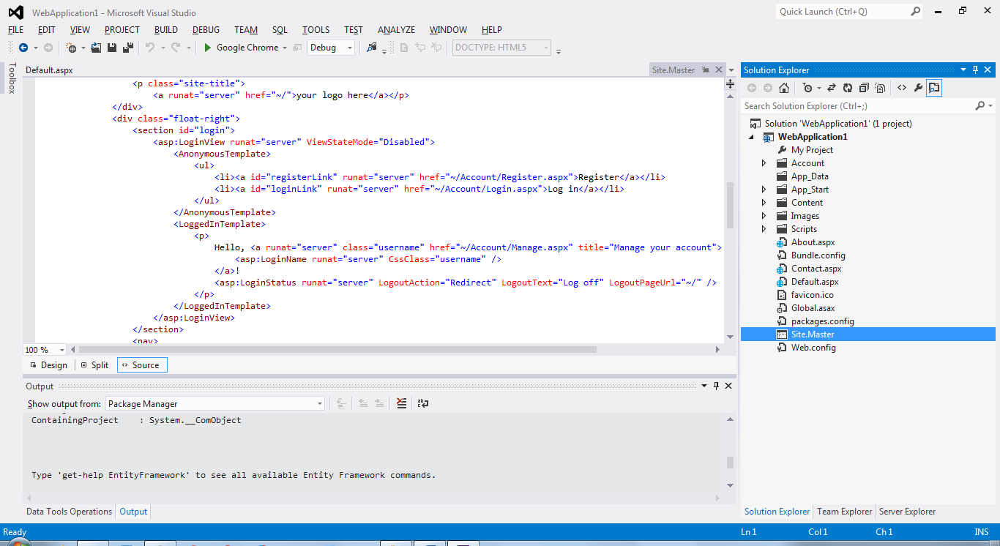 WebApplication1 - Microsoft Visual Studio
Quick Launch (Ctrl+Q)
FILE EDIT VIEW PROJECT BUILD DEBUG TEAM SQL TOOLS TEST ANALYZE WINDOW HELP
Google Chrome Debug DOCTYPE: HTML5
Toolbox
Default.aspx
Site.Master
<p class="site-title">
<a runat="server" href="~/">your logo here</a></p>
</div>
<div class="float-right">
<section id="login">
<asp:LoginView runat="server" ViewStateMode="Disabled">
<AnonymousTemplate>
<ul>
<li><a id="registerLink" runat="server" href="~/Account/Register.aspx">Register</a></li>
<li><a id="loginLink" runat="server" href="~/Account/Login.aspx">Log in</a></li>
</ul>
</AnonymousTemplate>
<LoggedInTemplate>
<p>
Hello, <a runat="server" class="username" href="~/Account/Manage.aspx" title="Manage your account">
<asp:LoginName runat="server" CssClass="username" />
</a>!
<asp:LoginStatus runat="server" LogoutAction="Redirect" LogoutText="Log off" LogoutPageUrl="~/" />
</p>
</LoggedInTemplate>
</asp:LoginView>
</section>
<nav>
100 %
Design Split Source
Output
Show output from: Package Manager
ContainingProject : System.__ComObject
Type 'get-help EntityFramework' to see all available Entity Framework commands.
Data Tools Operations Output
Solution Explorer
Search Solution Explorer (Ctrl+;)
Solution 'WebApplication1' (1 project)
WebApplication1
My Project
Account
App_Data
App_Start
Content
Images
Scripts
About.aspx
Bundle.config
Contact.aspx
Default.aspx
favicon.ico
Global.asax
packages.config
Site.Master
Web.config
Solution Explorer Team Explorer Server Explorer
Ready Ln 1 Col 1 Ch 1 INS